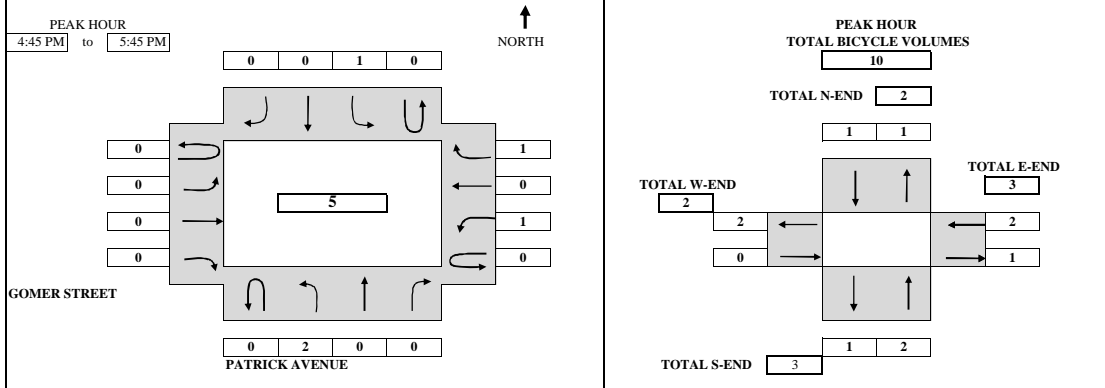 PEAK HOUR
4:45 PM to 5:45 PM
NORTH
0 0 1 0
0
0
0
0
5
1
0
1
0
GOMER STREET
0 2 0 0
PATRICK AVENUE
PEAK HOUR
TOTAL BICYCLE VOLUMES
10
TOTAL N-END 2
1 1
TOTAL E-END
3
TOTAL W-END
2
2
0
2
1
1 2
TOTAL S-END 3